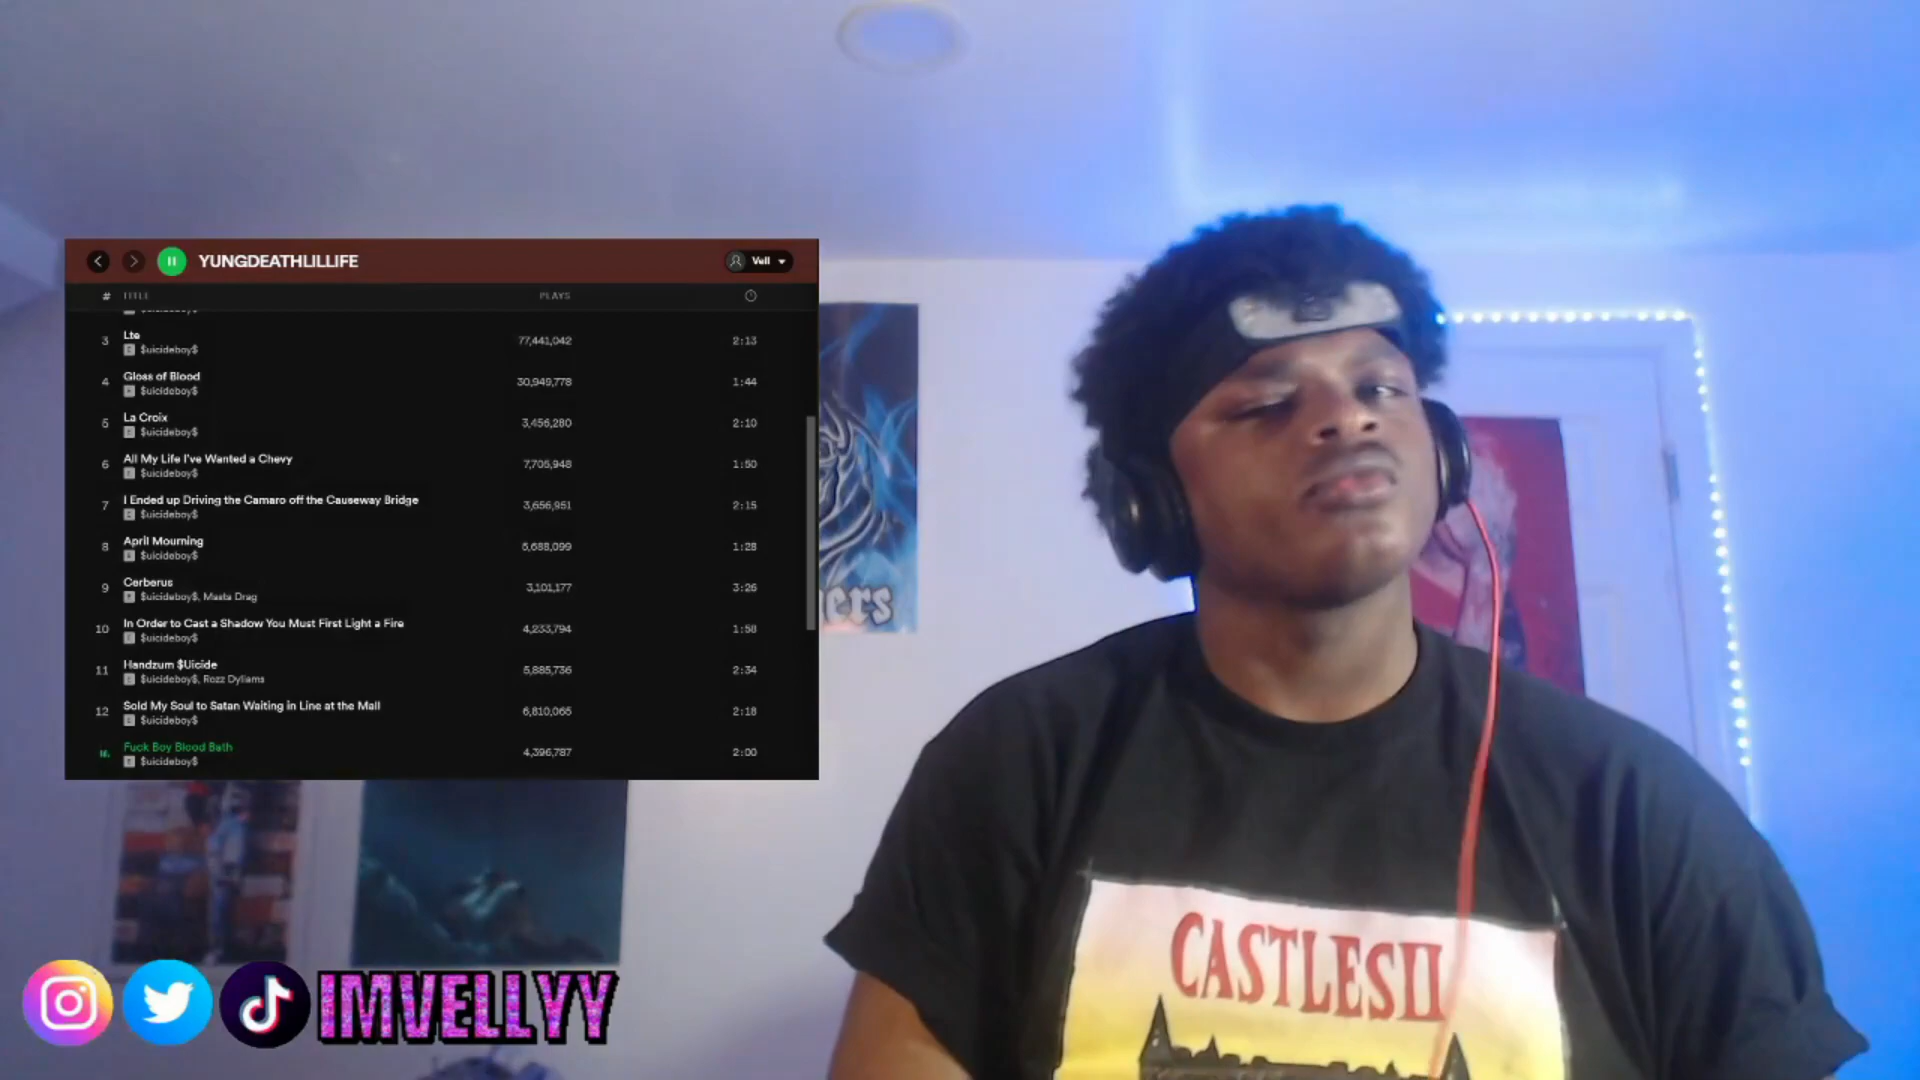 YUNGDEATHLILLIFE
Vell
# TITLE PLAYS
$uicideboy$
3 Lte 77,441,042 2:13
E $uicideboy$
4 Gloss of Blood 30,949,778 1:44
E $uicideboy$
5 La Croix 3,456,280 2:10
E $uicideboy$
6 All My Life I've Wanted a Chevy 7,705,948 1:50
E $uicideboy$
7 I Ended up Driving the Camaro off the Causeway Bridge 3,656,951 2:15
E $uicideboy$
8 April Mourning 5,688,099 1:28
E $uicideboy$
9 Cerberus 3,101,177 3:26
E $uicideboy$, Masta Drag
10 In Order to Cast a Shadow You Must First Light a Fire 4,233,794 1:58
E $uicideboy$
11 Handzum $Uicide 5,885,736 2:34
E $uicideboy$, Rozz Dyliams
12 Sold My Soul to Satan Waiting in Line at the Mall 6,810,065 2:18
E $uicideboy$
Fuck Boy Blood Bath 4,396,787 2:00
E $uicideboy$
ers
CASTLES II
IMVELLYY